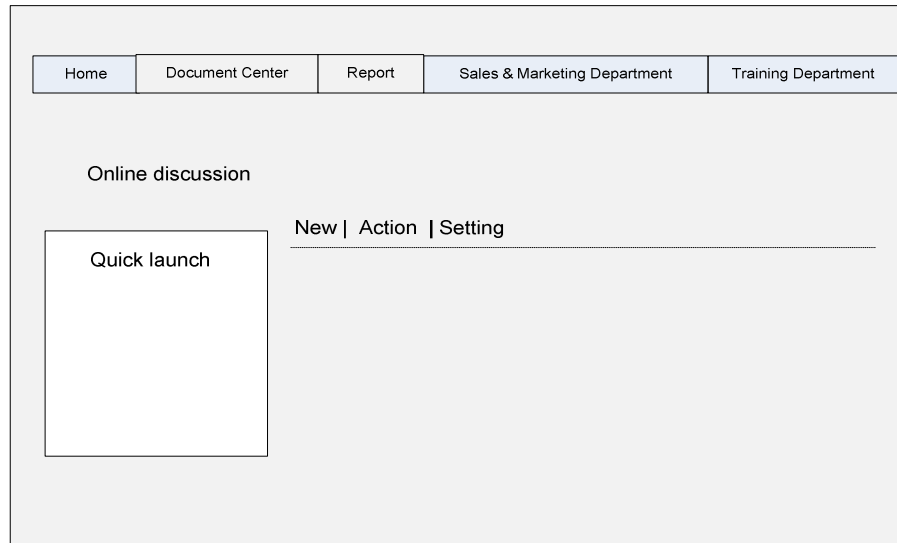 Home Document Center Report Sales & Marketing Department Training Department
Online discussion
New | Action | Setting
Quick launch